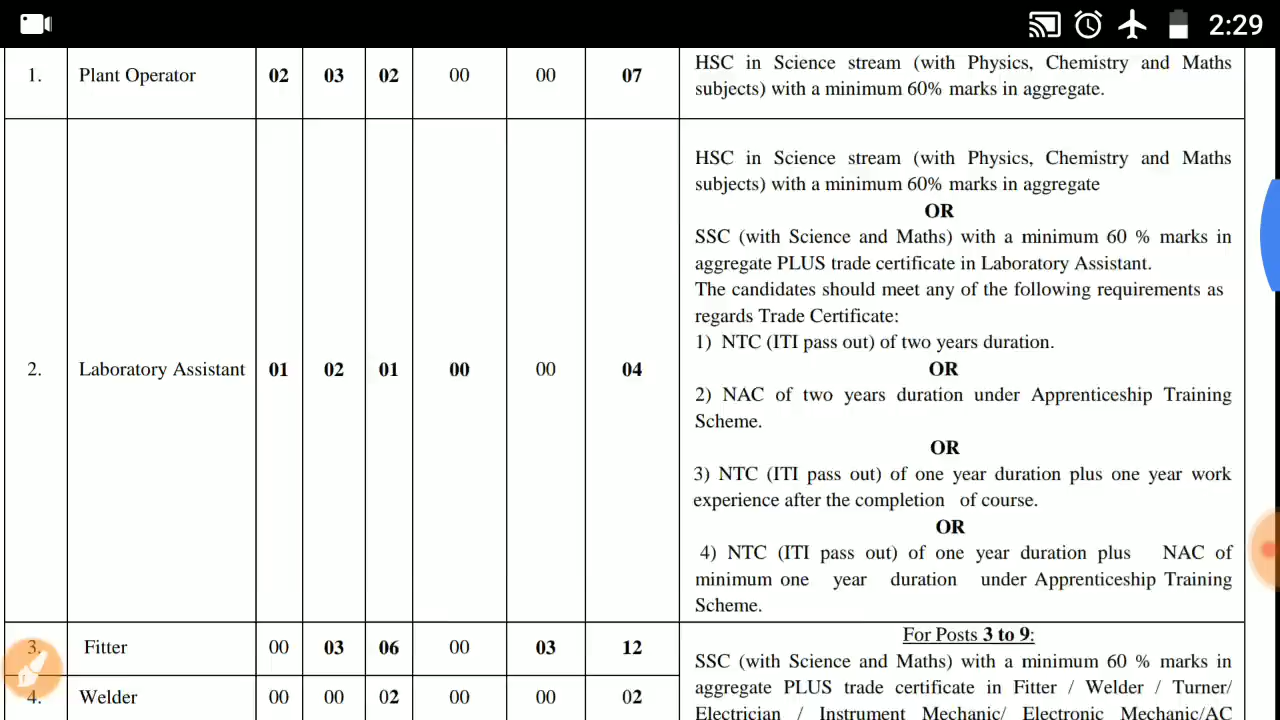 2:29
1. Plant Operator 02 03 02 00 00 07
HSC in Science stream (with Physics, Chemistry and Maths
subjects) with a minimum 60% marks in aggregate.
2. Laboratory Assistant 01 02 01 00 00 04
HSC in Science stream (with Physics, Chemistry and Maths
subjects) with a minimum 60% marks in aggregate
OR
SSC (with Science and Maths) with a minimum 60 % marks in
aggregate PLUS trade certificate in Laboratory Assistant.
The candidates should meet any of the following requirements as
regards Trade Certificate:
1) NTC (ITI pass out) of two years duration.
OR
2) NAC of two years duration under Apprenticeship Training
Scheme.
OR
3) NTC (ITI pass out) of one year duration plus one year work
experience after the completion of course.
OR
4) NTC (ITI pass out) of one year duration plus NAC of
minimum one year duration under Apprenticeship Training
Scheme.
3. Fitter 00 03 06 00 03 12
4. Welder 00 00 02 00 00 02
For Posts 3 to 9:
SSC (with Science and Maths) with a minimum 60 % marks in
aggregate PLUS trade certificate in Fitter / Welder / Turner/
Electrician / Instrument Mechanic/ Electronic Mechanic/AC